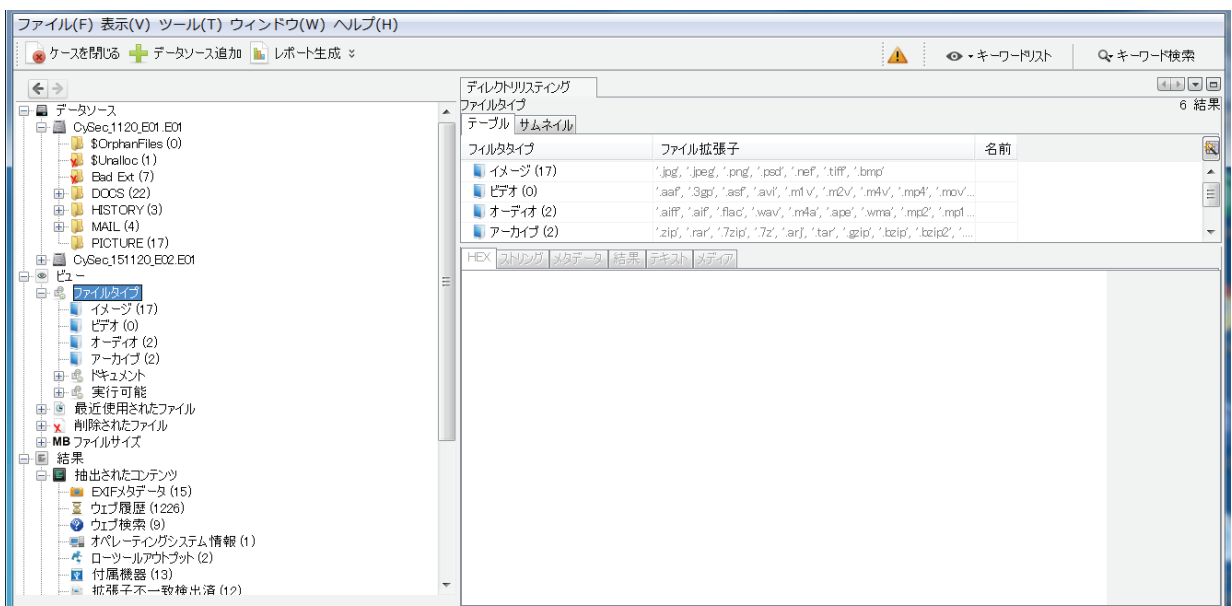 ファイル(F) 表示(V) ツール(T) ウィンドウ(W) ヘルプ(H)
ケースを閉じる データソース追加 レポート生成 キーワードリスト キーワード検索
データソース
CySec_1120_E01.E01
$OrphanFiles (0)
$Unalloc (1)
Bad Ext (7)
DOCS (22)
HISTORY (3)
MAIL (4)
PICTURE (17)
CySec_151120_E02.E01
ビュー
ファイルタイプ
イメージ (17)
ビデオ (0)
オーディオ (2)
アーカイブ (2)
ドキュメント
実行可能
最近使用されたファイル
削除されたファイル
MB ファイルサイズ
結果
抽出されたコンテンツ
EXIFメタデータ (15)
ウェブ履歴 (1226)
ウェブ検索 (9)
オペレーティングシステム情報 (1)
ローツールアウトプット (2)
付属機器 (13)
拡張子不一致検出済 (12)
ディレクトリリスティング
ファイルタイプ 6 結果
テーブル サムネイル
フィルタタイプ ファイル拡張子 名前
イメージ (17) '.jpg', '.jpeg', '.png', '.psd', '.nef', '.tiff', '.bmp'
ビデオ (0) '.aaf', '.3gp', '.asf', '.avi', '.m1v', '.m2v', '.m4v', '.mp4', '.mov'...
オーディオ (2) '.aiff', '.aif', '.flac', '.wav', '.m4a', '.ape', '.wma', '.mp2', '.mp1...
アーカイブ (2) '.zip', '.rar', '.7zip', '.7z', '.arj', '.tar', '.gzip', '.bzip', '.bzip2', '....
HEX ストリング メタデータ 結果 テキスト メディア